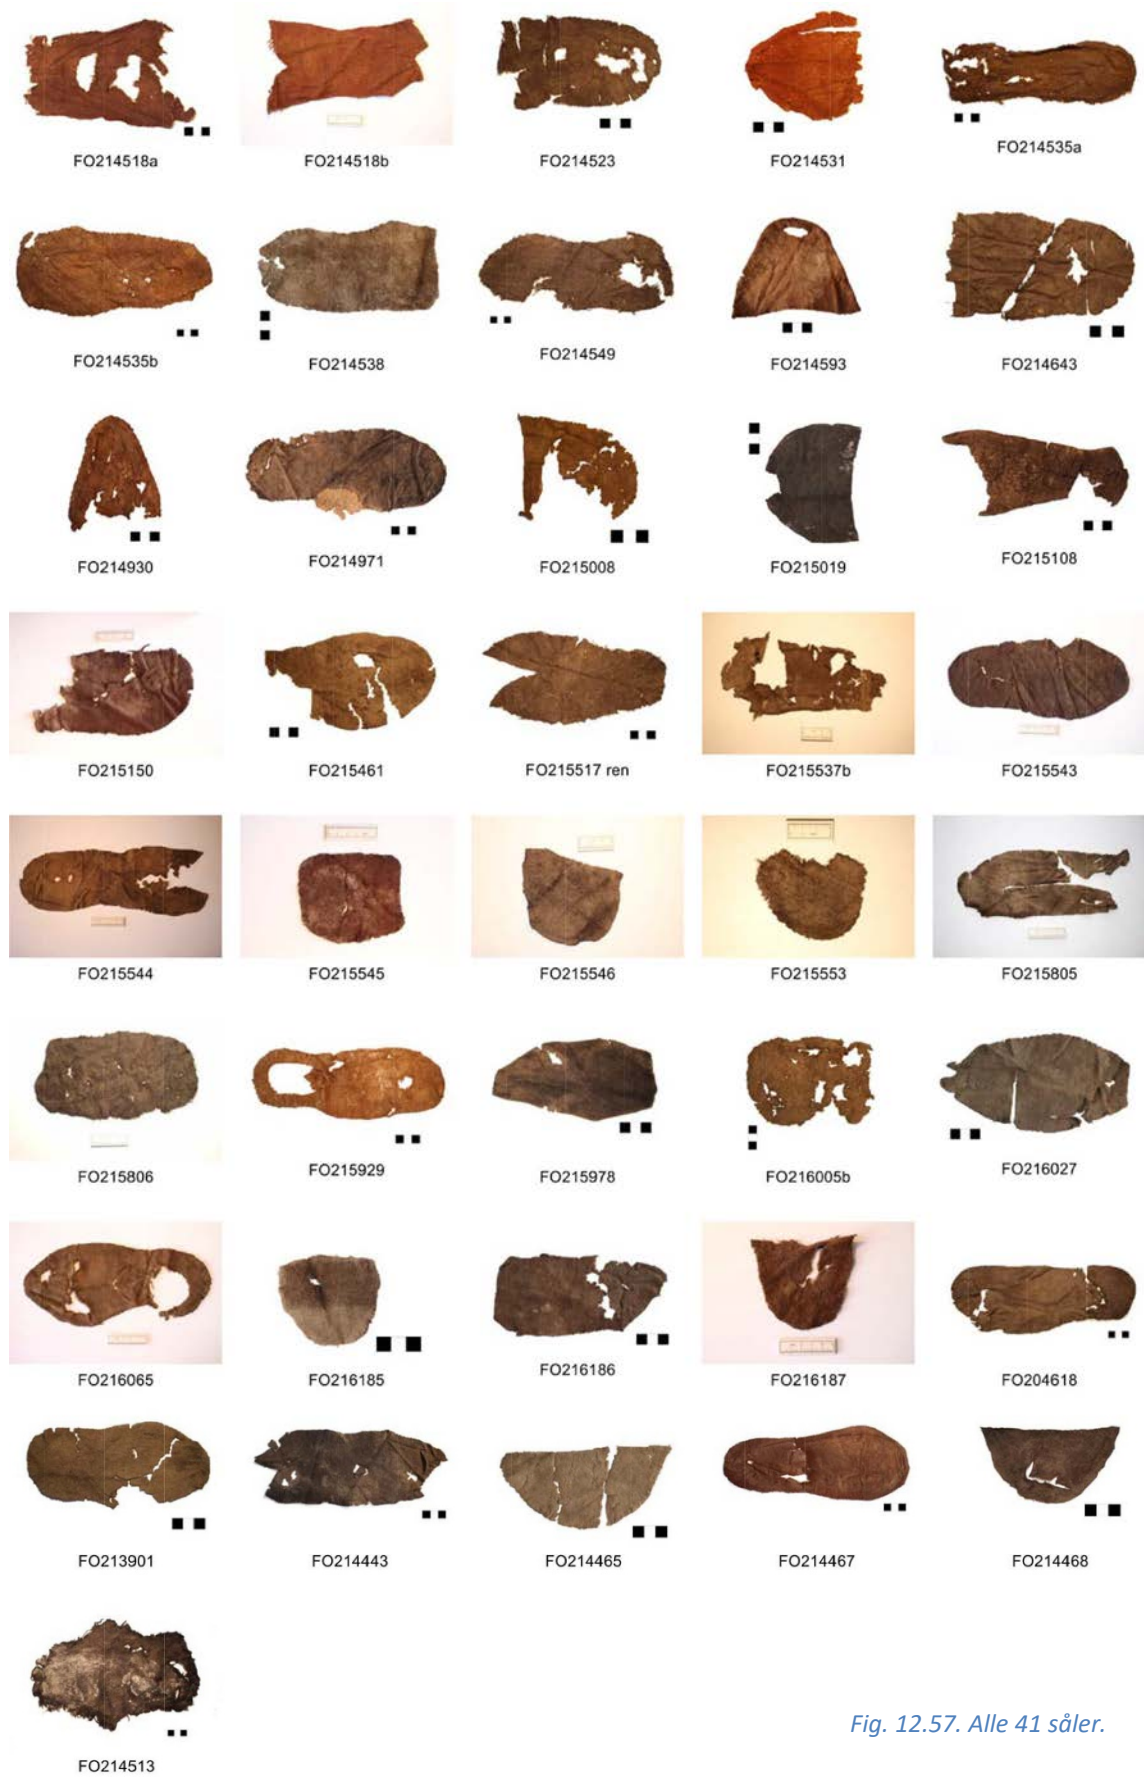 FO214518a FO214518b FO214523 FO214531 FO214535a
FO214535b FO214538 FO214549 FO214593 FO214643
FO214930 FO214971 FO215008 FO215019 FO215108
FO215150 FO215461 FO215517 ren FO215537b FO215543
FO215544 FO215545 FO215546 FO215553 FO215805
FO215806 FO215929 FO215978 FO216005b FO216027
FO216065 FO216185 FO216186 FO216187 FO204618
FO213901 FO214443 FO214465 FO214467 FO214468
FO214513
Fig. 12.57. Alle 41 såler.